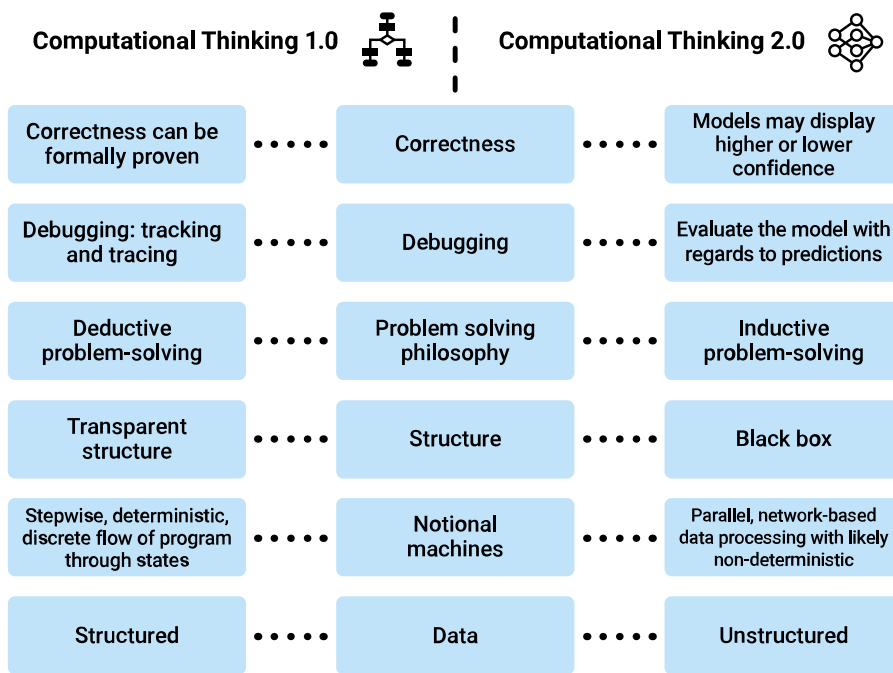 Computational Thinking 1.0
Computational Thinking 2.0
Correctness can be
formally proven
Correctness
Models may display
higher or lower
confidence
Debugging: tracking
and tracing
Debugging
Evaluate the model with
regards to predictions
Deductive
problem-solving
Problem solving
philosophy
Inductive
problem-solving
Transparent
structure
Structure
Black box
Stepwise, deterministic,
discrete flow of program
through states
Notional
machines
Parallel, network-based
data processing with likely
non-deterministic
Structured
Data
Unstructured